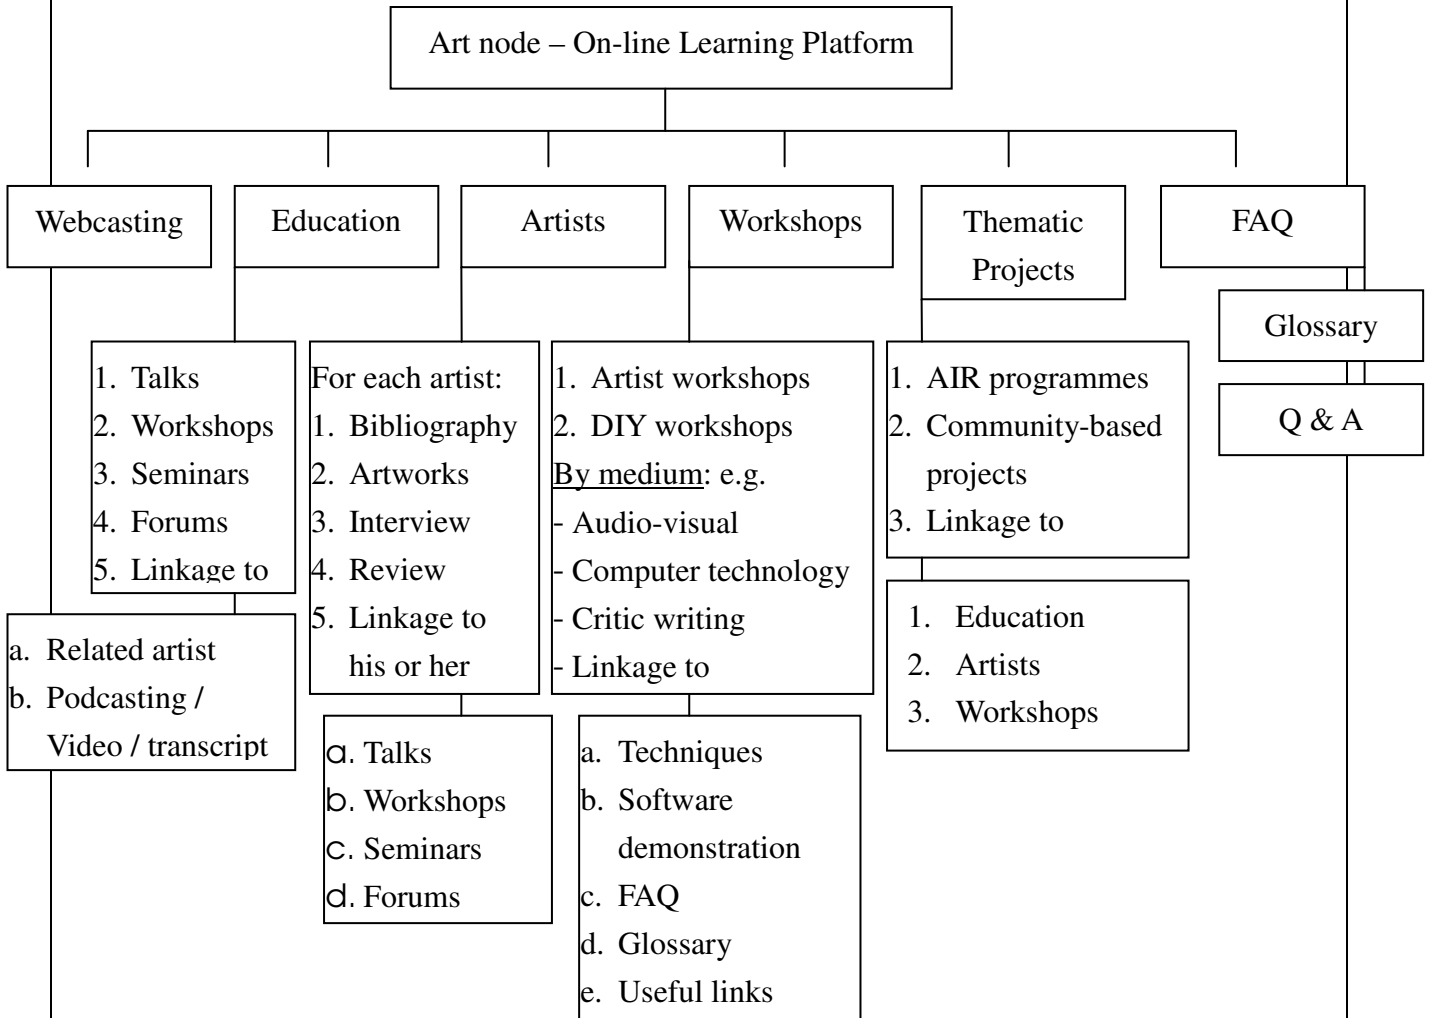 Art node – On-line Learning Platform
Webcasting
Education
Artists
Workshops
Thematic
Projects
FAQ
Glossary
Q & A
1. Talks
2. Workshops
3. Seminars
4. Forums
5. Linkage to
a. Related artist
b. Podcasting /
Video / transcript
For each artist:
1. Bibliography
2. Artworks
3. Interview
4. Review
5. Linkage to
his or her
a. Talks
b. Workshops
c. Seminars
d. Forums
1. Artist workshops
2. DIY workshops
By medium: e.g.
- Audio-visual
- Computer technology
- Critic writing
- Linkage to
a. Techniques
b. Software
demonstration
c. FAQ
d. Glossary
e. Useful links
1. AIR programmes
2. Community-based
projects
3. Linkage to
1. Education
2. Artists
3. Workshops